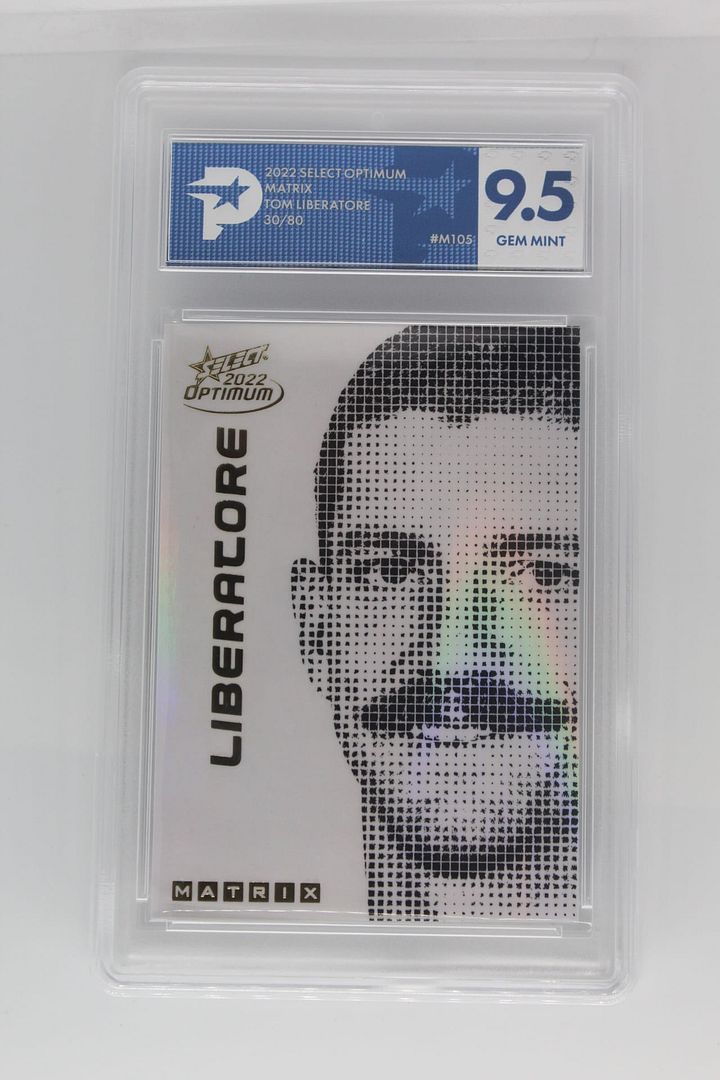 2022 SELECT OPTIMUM
MATRIX
TOM LIBERATORE
30/80
#M105
9.5
GEM MINT
SELECT
2022
OPTIMUM
LIBERATORE
MATRIX